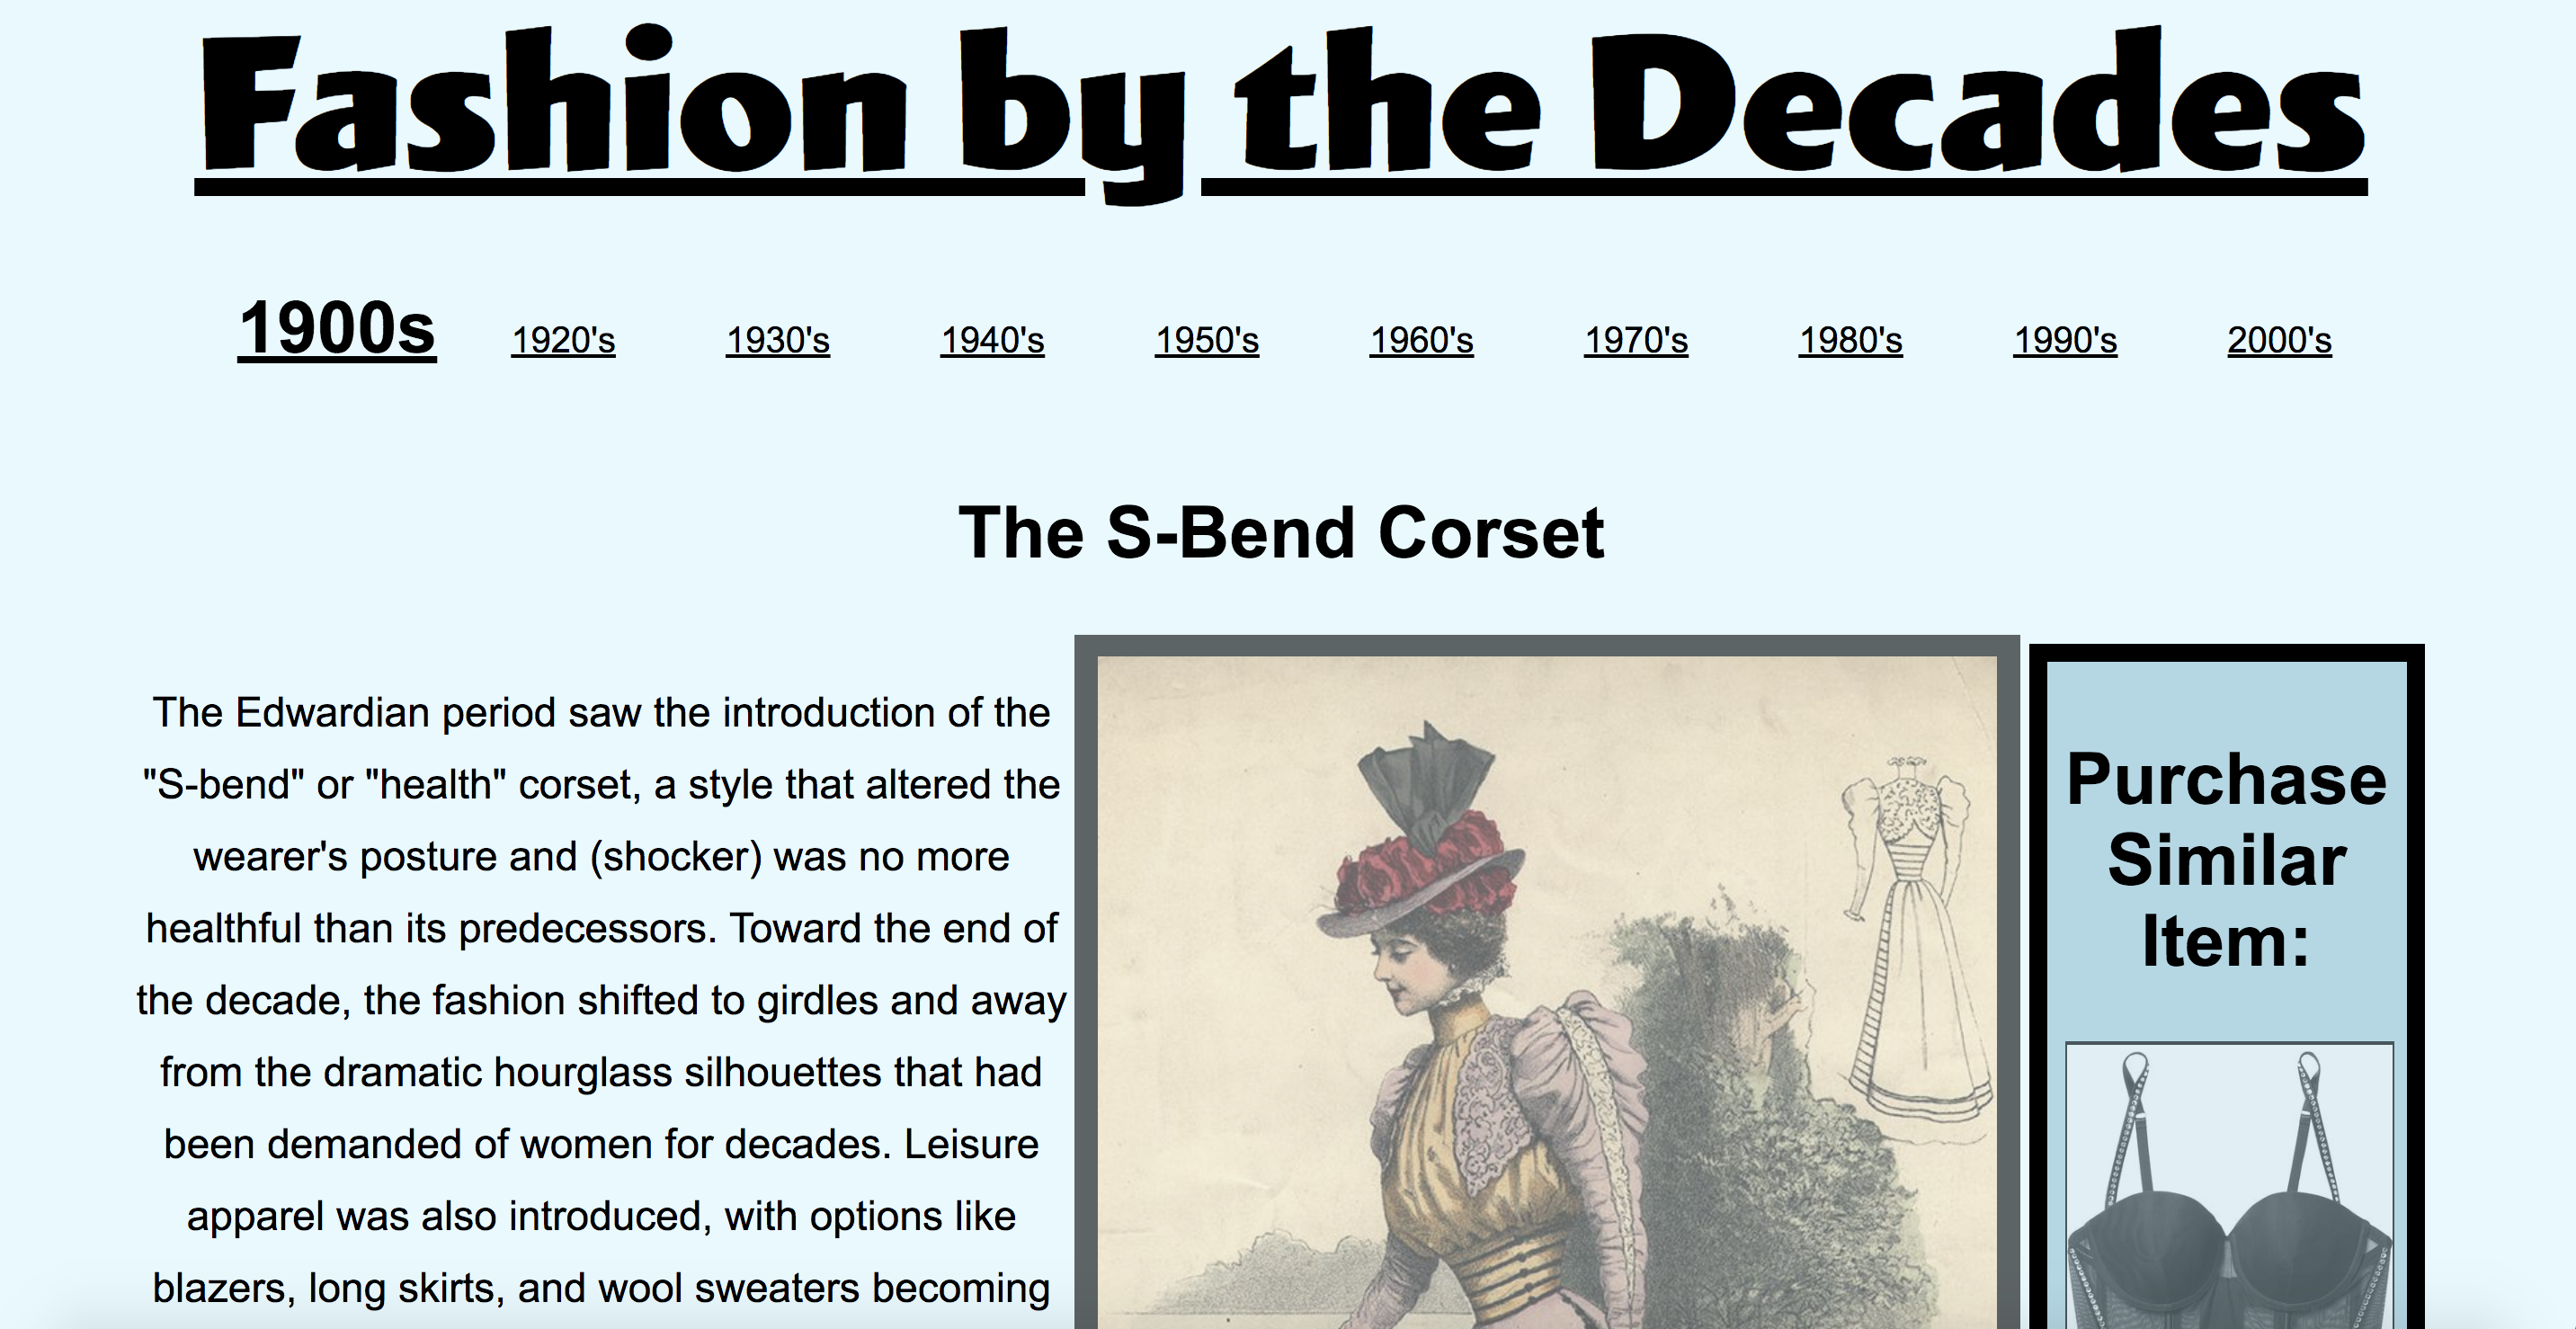 Fashion by the Decades
1900s 1920's 1930's 1940's 1950's 1960's 1970's 1980's 1990's 2000's
The S-Bend Corset
The Edwardian period saw the introduction of the
"S-bend" or "health" corset, a style that altered the
wearer's posture and (shocker) was no more
healthful than its predecessors. Toward the end of
the decade, the fashion shifted to girdles and away
from the dramatic hourglass silhouettes that had
been demanded of women for decades. Leisure
apparel was also introduced, with options like
blazers, long skirts, and wool sweaters becoming
Purchase
Similar
Item: